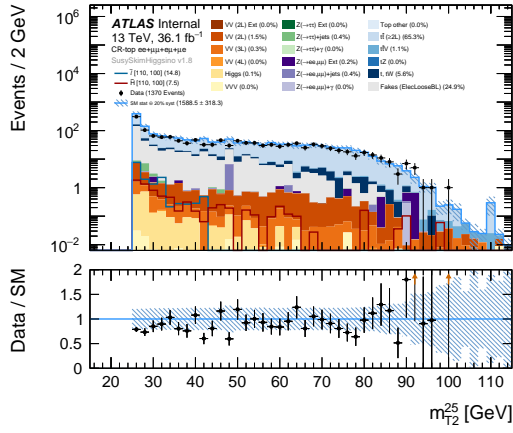 ATLAS Internal
13 TeV, 36.1 fb⁻¹
CR-top ee+μμ+eμ+μe
SusySkimHiggsino v1.8
l̃ [110, 100] (14.8)
H̃ [110, 100] (7.5)
Data (1370 Events)
SM stat ⊕ 20% syst (1588.5 ± 318.3)
VV (2L) Ext (0.0%)
VV (2L) (1.5%)
VV (3L) (0.3%)
VV (4L) (0.0%)
Higgs (0.1%)
VVV (0.0%)
Z(→ττ) Ext (0.0%)
Z(→ττ)+jets (0.4%)
Z(→ττ)+γ (0.0%)
Z(→ee,μμ) Ext (0.2%)
Z(→ee,μμ)+jets (0.4%)
Z(→ee,μμ)+γ (0.0%)
Top other (0.0%)
tt̄ (≥2L) (65.3%)
tt̄V (1.1%)
tZ (0.0%)
t, tW (5.6%)
Fakes (ElecLooseBL) (24.9%)
Events / 2 GeV
10⁶
10⁴
10²
1
10⁻²
Data / SM
2
1.5
1
0.5
0
20 30 40 50 60 70 80 90 100 110
m_T2^25 [GeV]